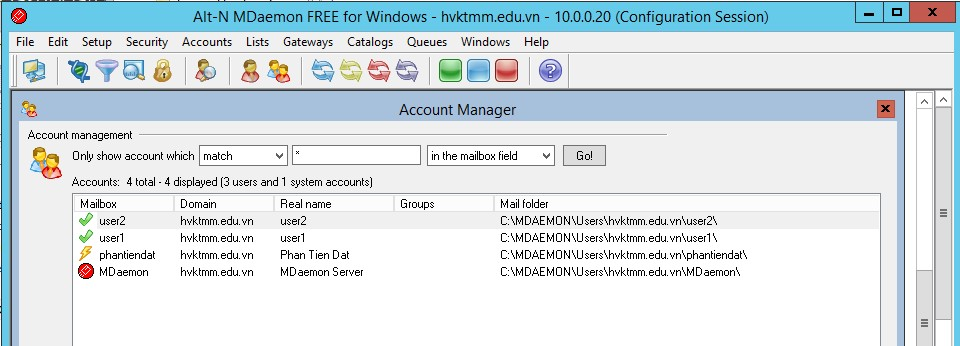 Alt-N MDaemon FREE for Windows - hvktmm.edu.vn - 10.0.0.20 (Configuration Session)
File Edit Setup Security Accounts Lists Gateways Catalogs Queues Windows Help
Account Manager
Account management
Only show account which match * in the mailbox field Go!
Accounts: 4 total - 4 displayed (3 users and 1 system accounts)
Mailbox Domain Real name Groups Mail folder
user2 hvktmm.edu.vn user2 C:\MDAEMON\Users\hvktmm.edu.vn\user2\
user1 hvktmm.edu.vn user1 C:\MDAEMON\Users\hvktmm.edu.vn\user1\
phantiendat hvktmm.edu.vn Phan Tien Dat C:\MDAEMON\Users\hvktmm.edu.vn\phantiendat\
MDaemon hvktmm.edu.vn MDaemon Server C:\MDAEMON\Users\hvktmm.edu.vn\MDaemon\